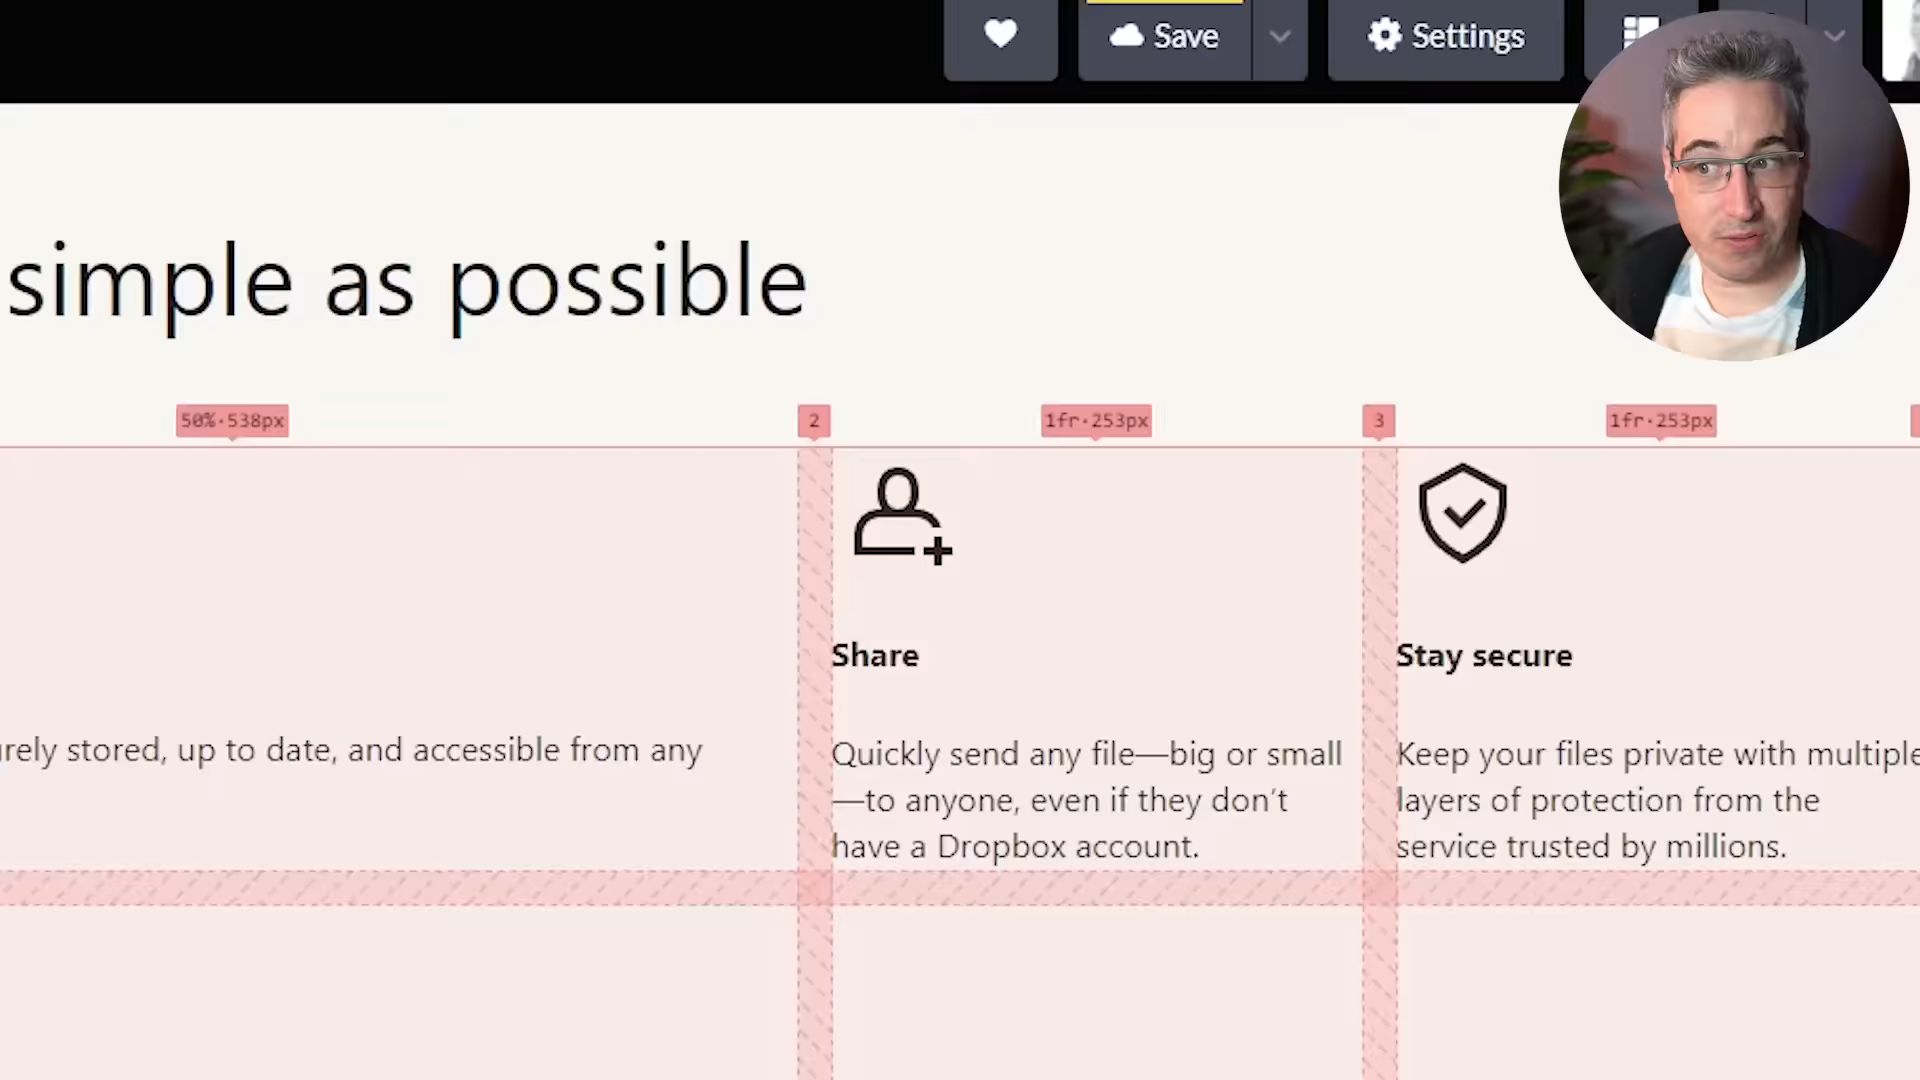 Save
Settings
simple as possible
50%·538px
2
1fr·253px
3
1fr·253px
Share
Stay secure
stored, up to date, and accessible from any
Quickly send any file—big or small
—to anyone, even if they don’t
have a Dropbox account.
Keep your files private with multiple
layers of protection from the
service trusted by millions.